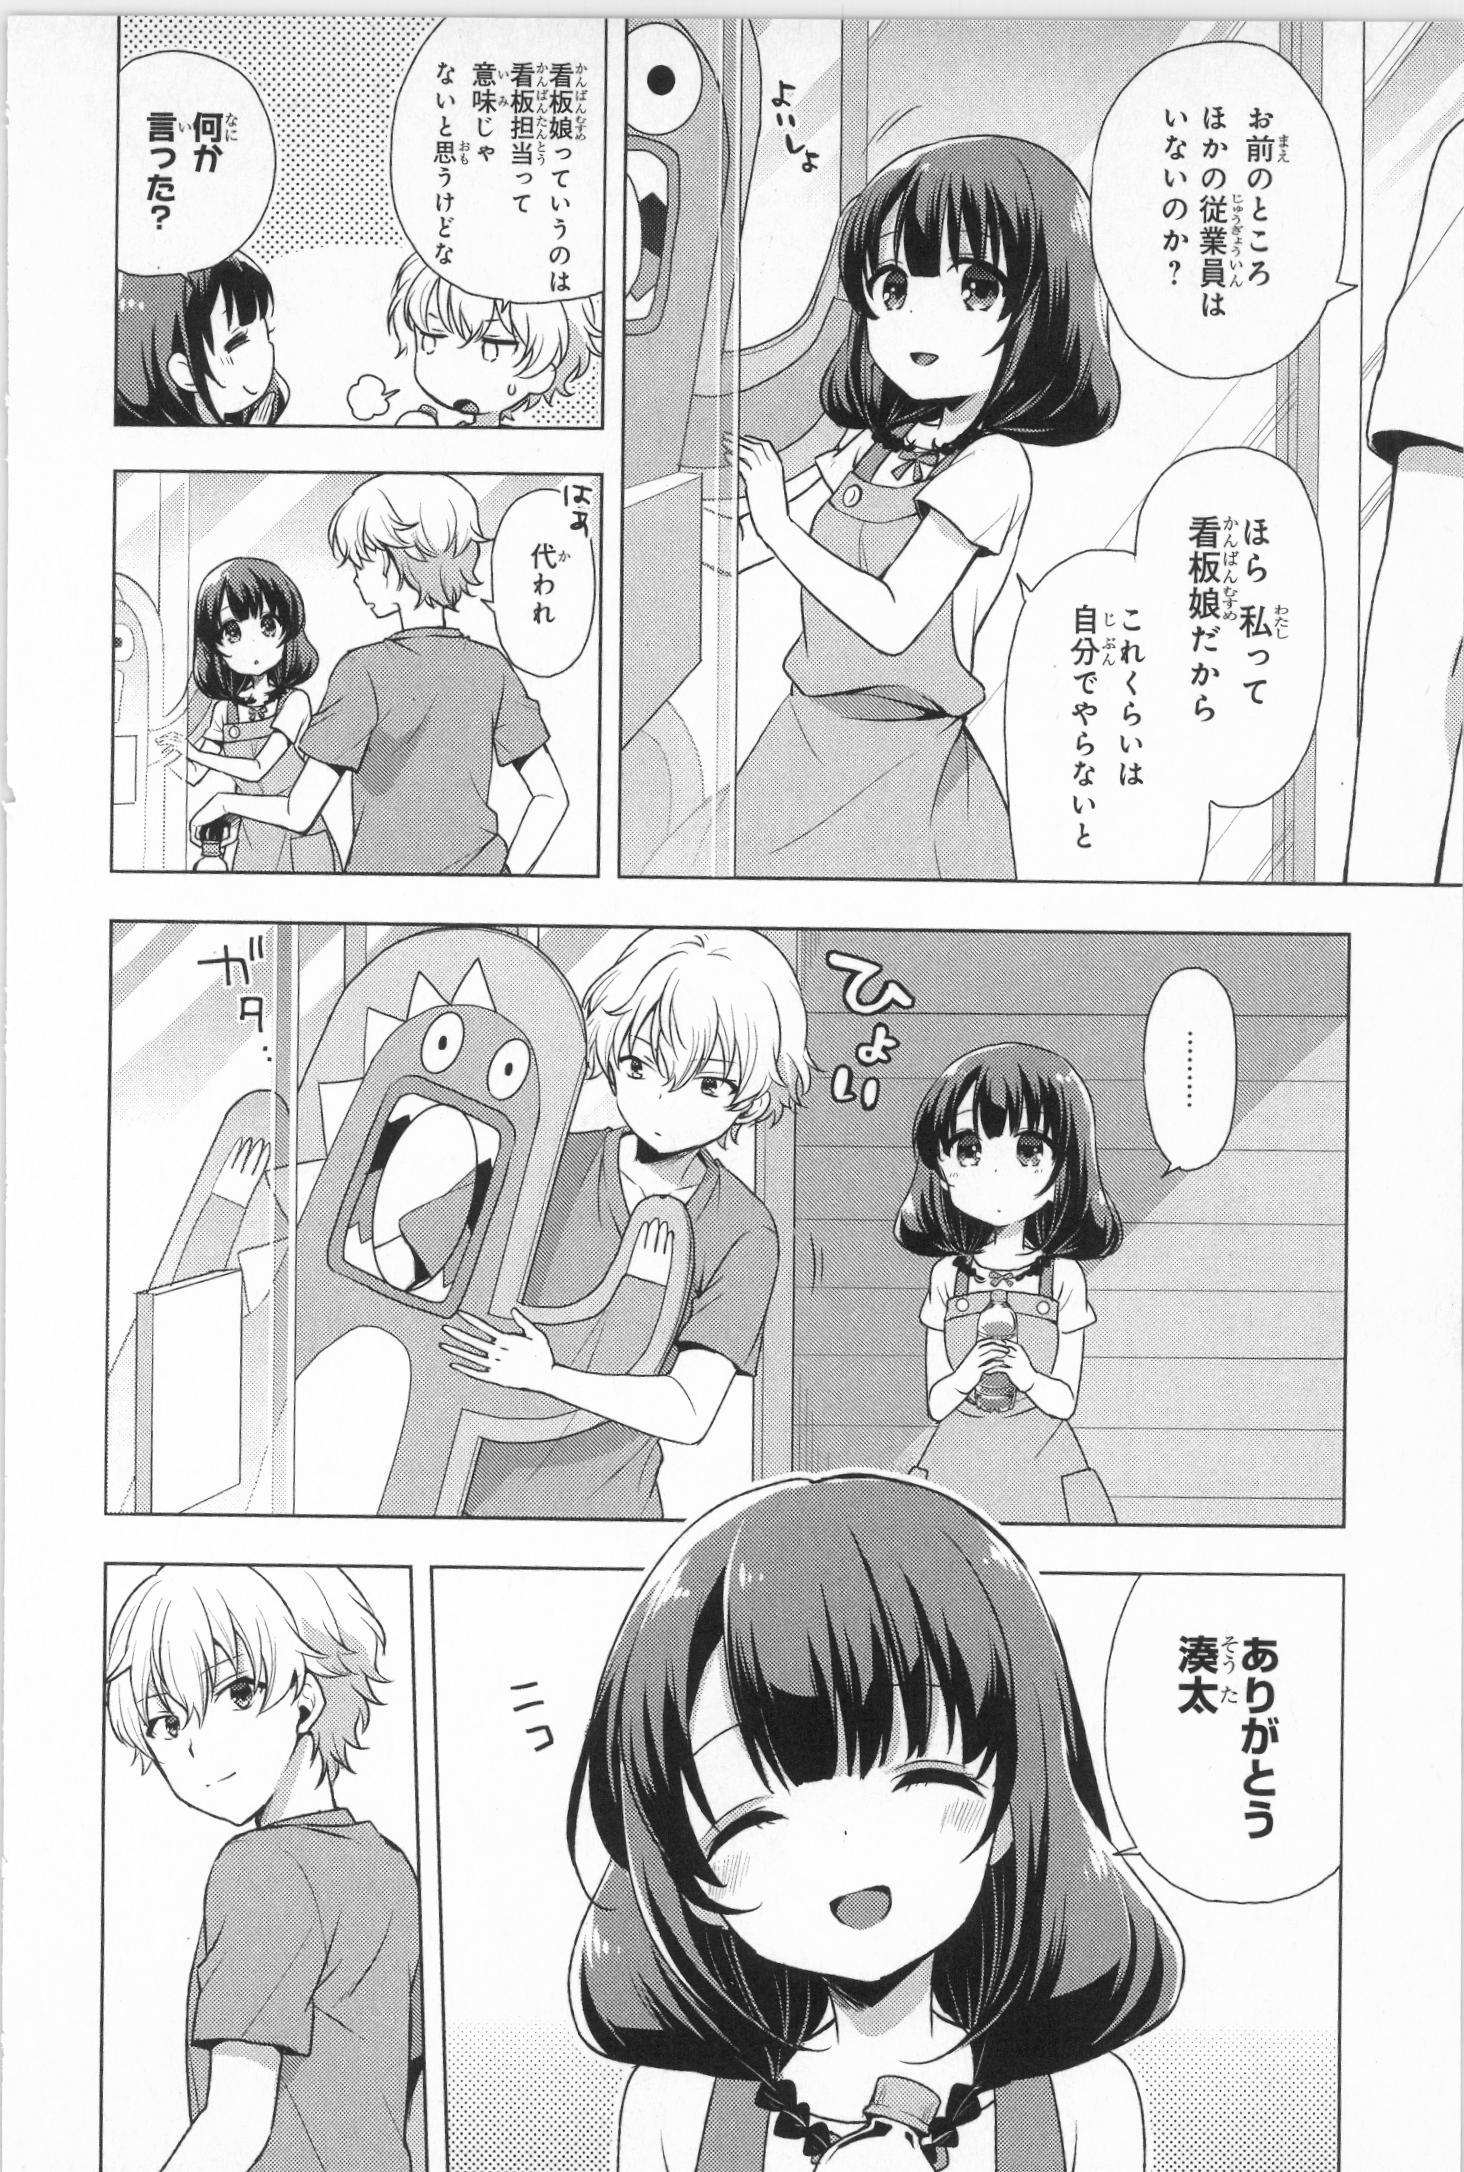 お前のところ
ほかの従業員は
いないのか？
よいしょ
ほら 私って
看板娘だから
これくらいは
自分でやらないと
看板娘っていうのは
看板担当って
意味じゃ
ないと思うけどな
何か
言った？
はぁ
代われ
………
ひょい
ガタ…
ありがとう
湊太
ニコ